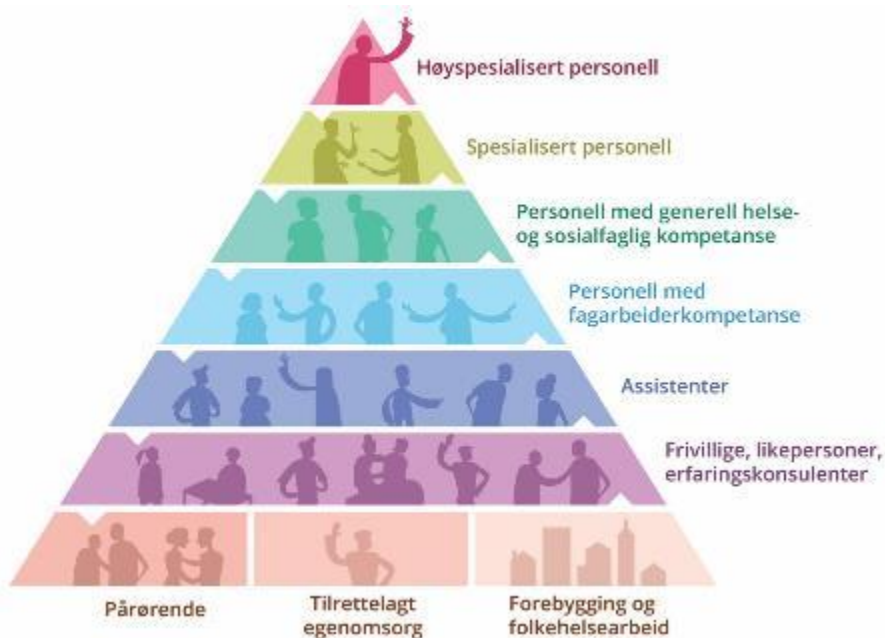 Høyspesialisert personell
Spesialisert personell
Personell med generell helse-
og sosialfaglig kompetanse
Personell med
fagarbeiderkompetanse
Assistenter
Frivillige, likepersoner,
erfaringskonsulenter
Pårørende
Tilrettelagt
egenomsorg
Forebygging og
folkehelsearbeid